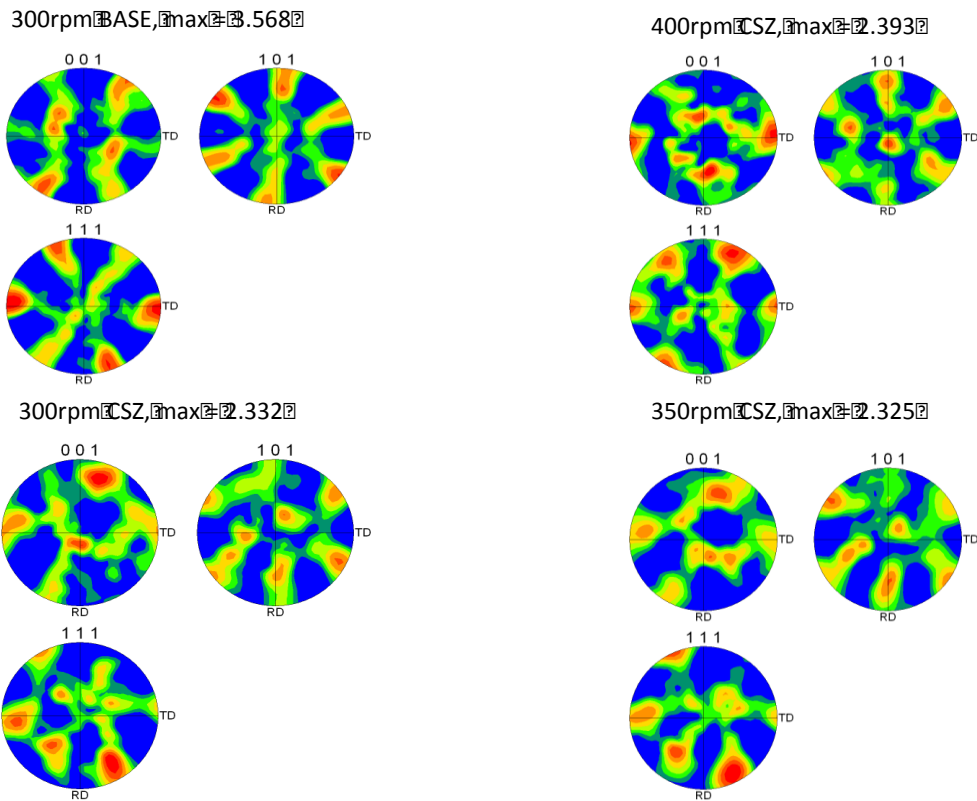 300rpm BASE, max = 3.568
0 0 1
1 0 1
TD
TD
RD
RD
1 1 1
TD
RD
400rpm CSZ, max = 2.393
0 0 1
1 0 1
TD
TD
RD
RD
1 1 1
TD
RD
300rpm CSZ, max = 2.332
0 0 1
1 0 1
TD
TD
RD
RD
1 1 1
TD
RD
350rpm CSZ, max = 2.325
0 0 1
1 0 1
TD
TD
RD
RD
1 1 1
TD
RD